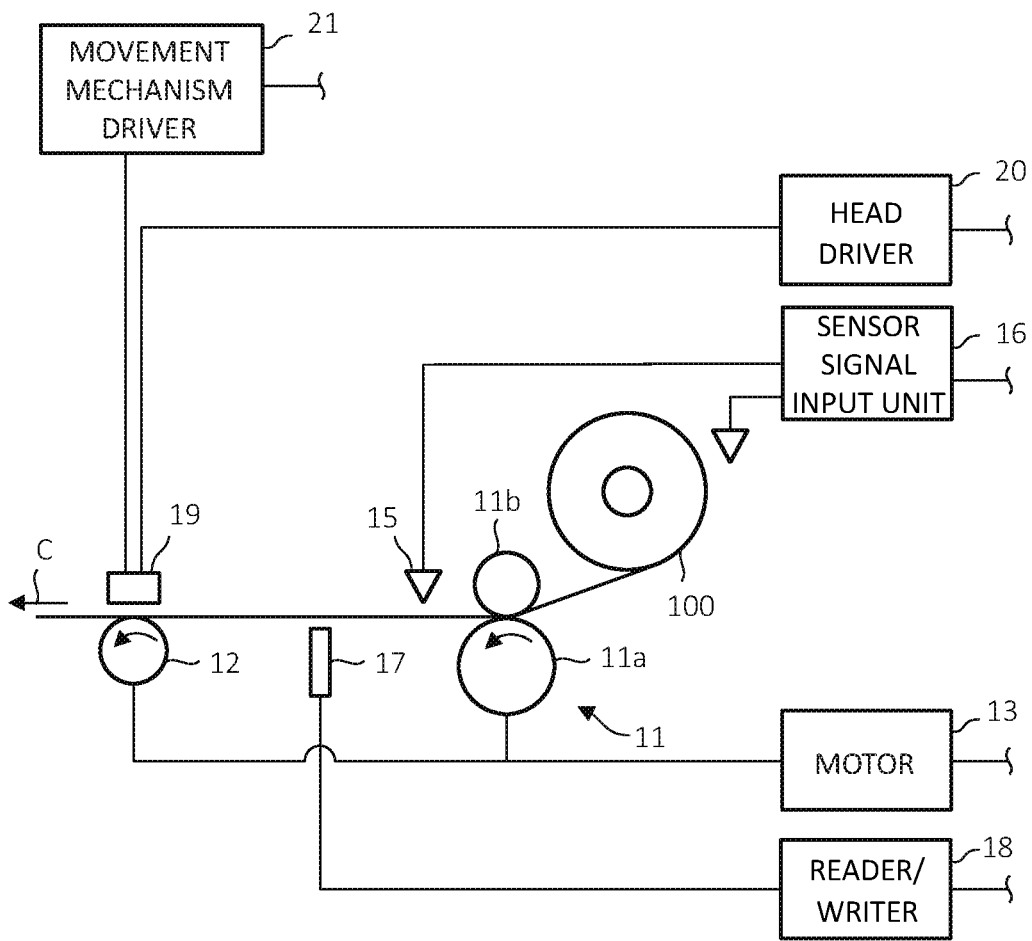 21
MOVEMENT
MECHANISM
DRIVER
20
HEAD
DRIVER
SENSOR
SIGNAL
INPUT UNIT
16
11b
15
19
C
100
12
17
11a
11
13
MOTOR
18
READER/
WRITER